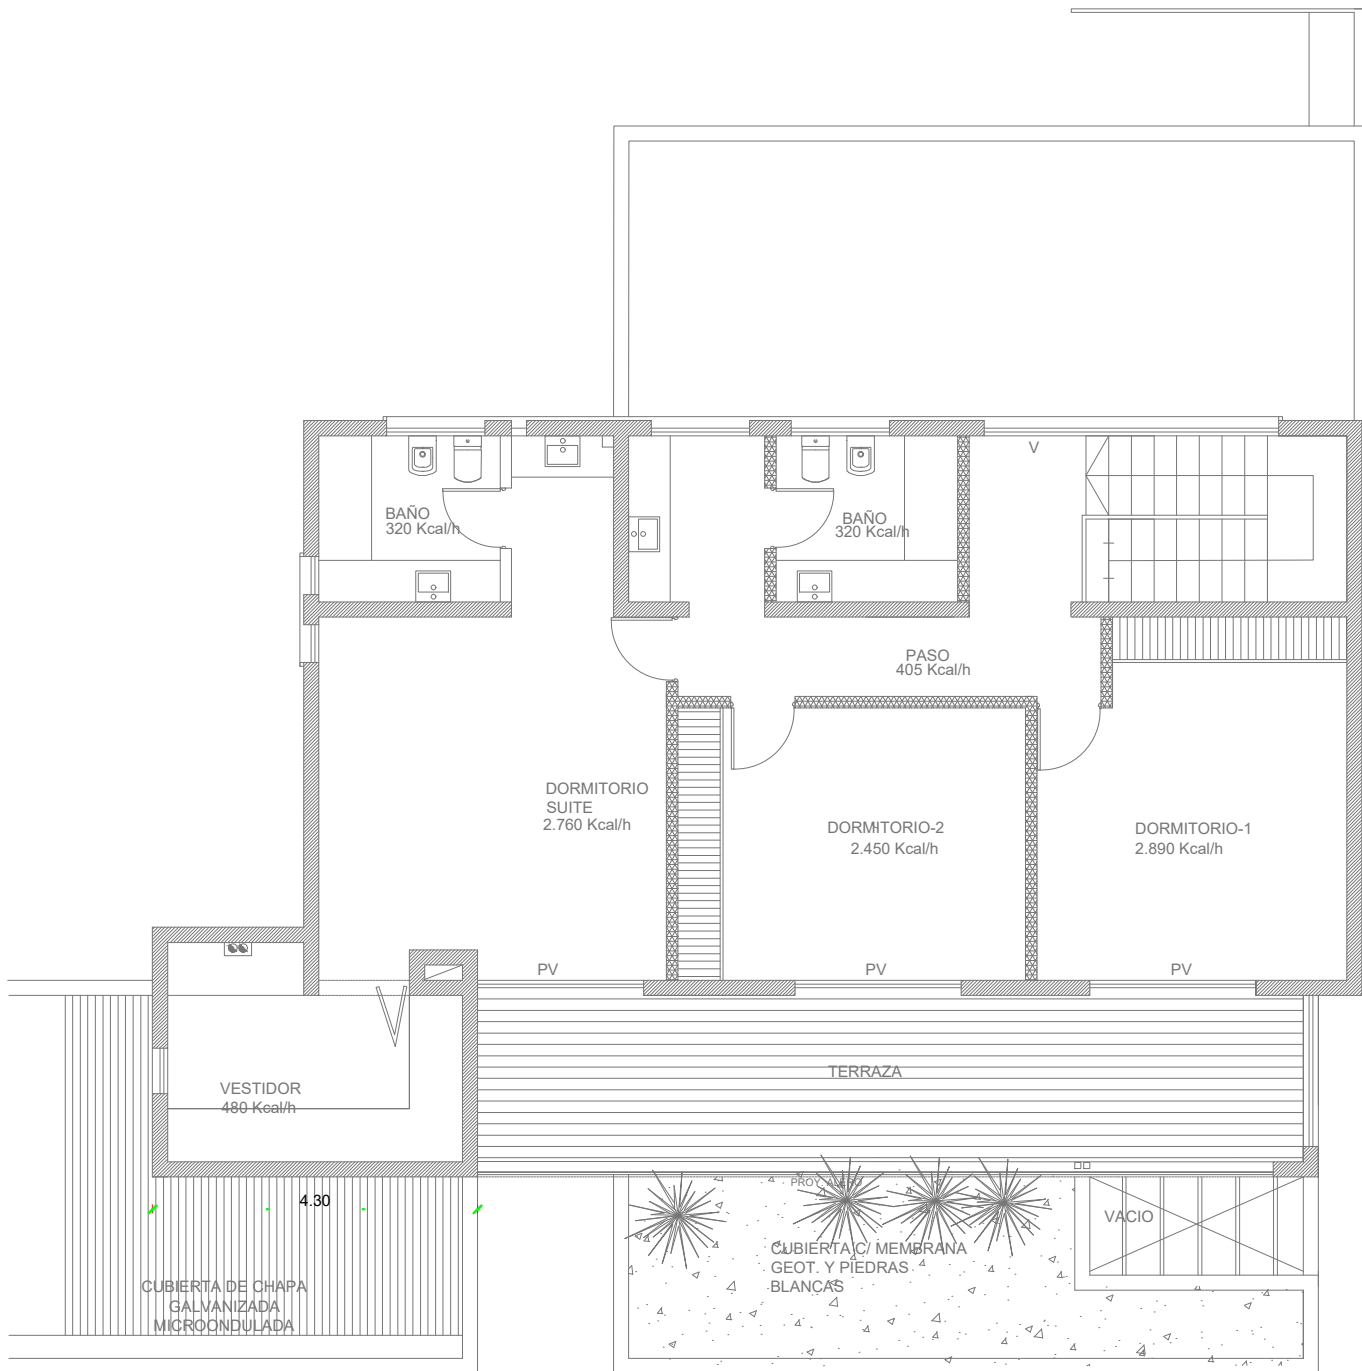 V
BAÑO
320 Kcal/h
BAÑO
320 Kcal/h
PASO
405 Kcal/h
DORMITORIO
SUITE
2.760 Kcal/h
DORMITORIO-2
2.450 Kcal/h
DORMITORIO-1
2.890 Kcal/h
PV
PV
PV
TERRAZA
VESTIDOR
480 Kcal/h
PROY. ALERO
4.30
VACIO
CUBIERTA C/ MEMBRANA
GEOT. Y PIEDRAS
BLANCAS
CUBIERTA DE CHAPA
GALVANIZADA
MICROONDULADA